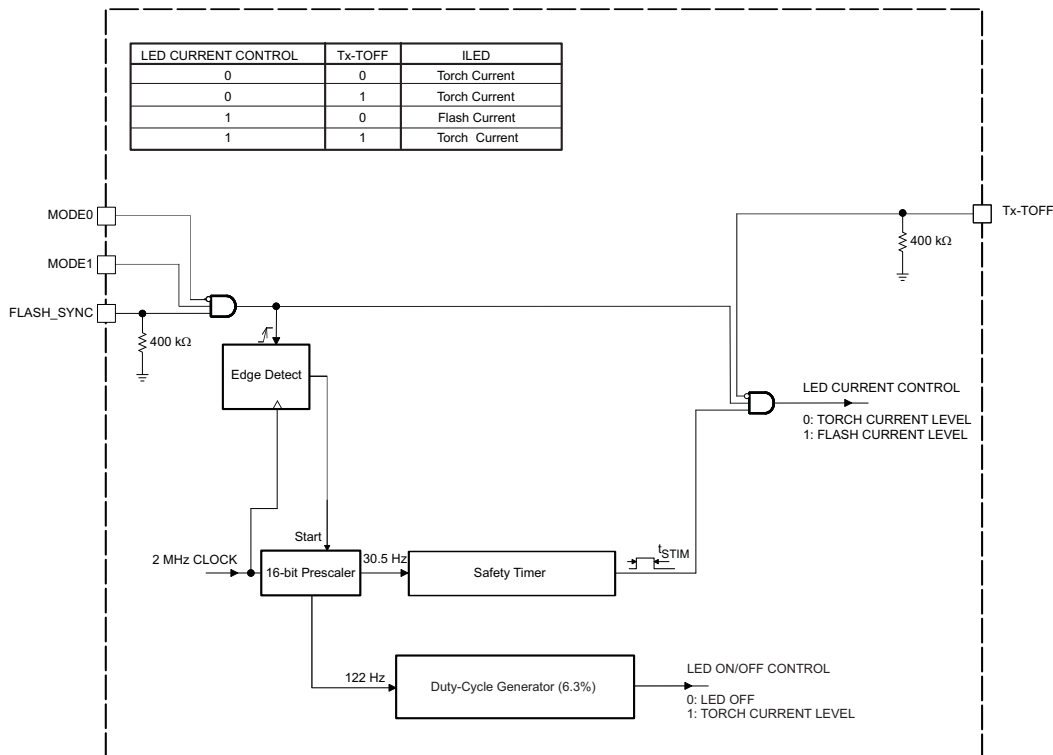 LED CURRENT CONTROL Tx-TOFF ILED
0 0 Torch Current
0 1 Torch Current
1 0 Flash Current
1 1 Torch Current
MODE0
MODE1
FLASH_SYNC
400 kΩ
Tx-TOFF
400 kΩ
Edge Detect
LED CURRENT CONTROL
0: TORCH CURRENT LEVEL
1: FLASH CURRENT LEVEL
Start
2 MHz CLOCK
16-bit Prescaler
30.5 Hz
Safety Timer
tSTIM
122 Hz
Duty-Cycle Generator (6.3%)
LED ON/OFF CONTROL
0: LED OFF
1: TORCH CURRENT LEVEL